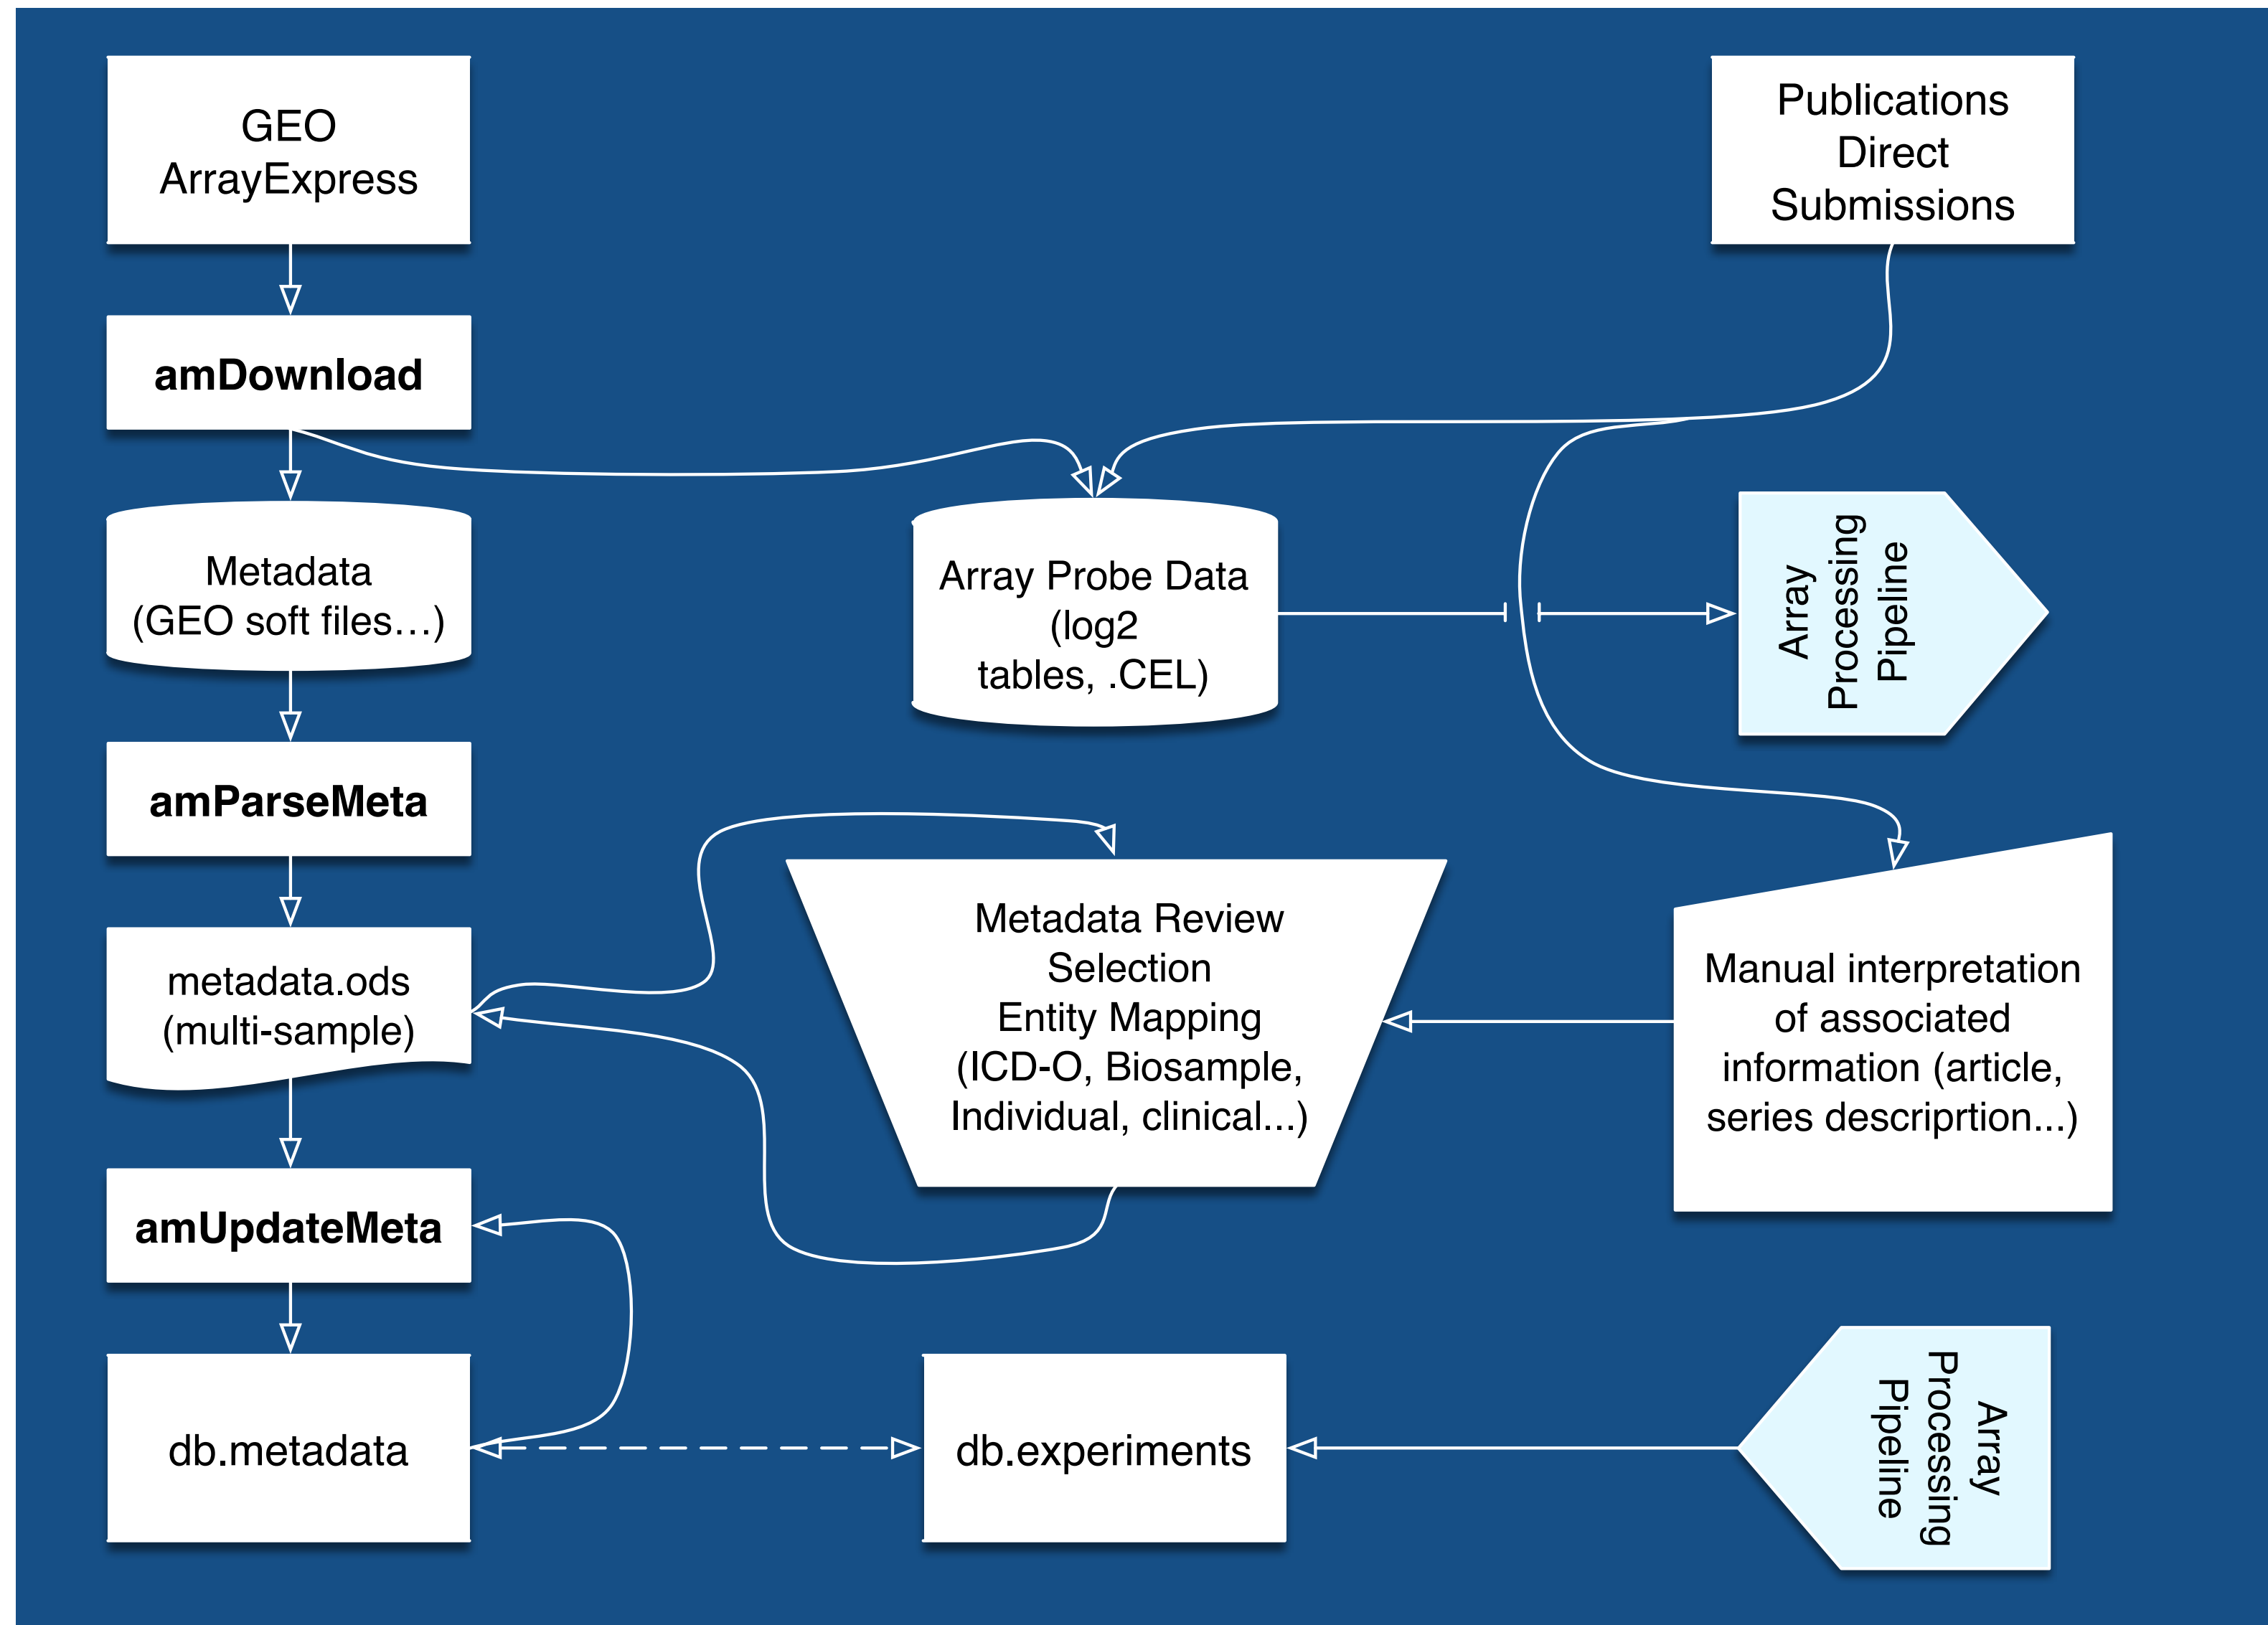 GEO
ArrayExpress
Publications
Direct
Submissions
amDownload
Metadata
(GEO soft files…)
Array Probe Data
(log2
tables, .CEL)
Array
Processing
Pipeline
amParseMeta
metadata.ods
(multi-sample)
Metadata Review
Selection
Entity Mapping
(ICD-O, Biosample,
Individual, clinical...)
Manual interpretation
of associated
information (article,
series descriprtion...)
amUpdateMeta
db.metadata
db.experiments
Array
Processing
Pipeline